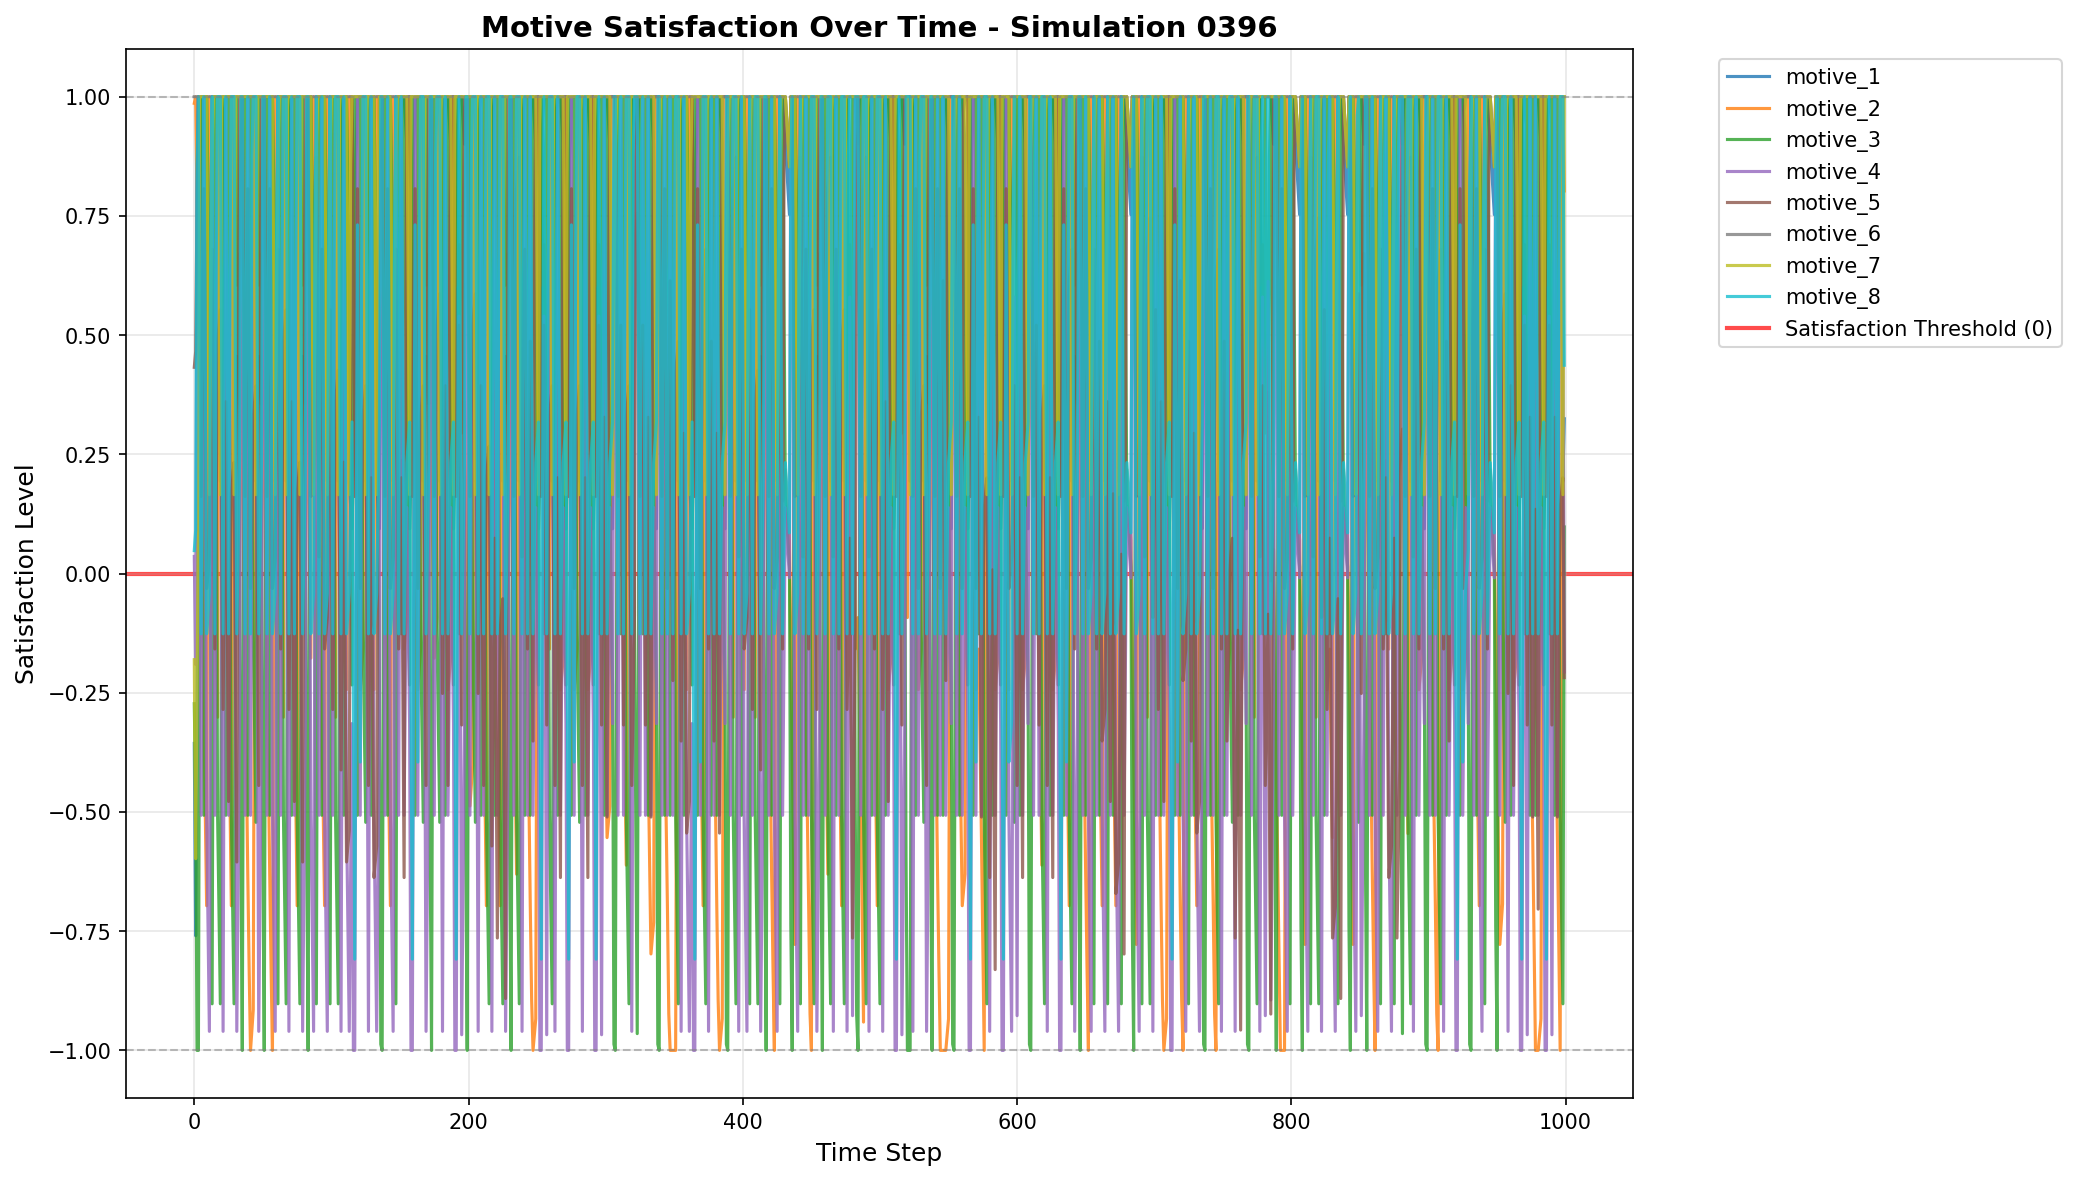 Motive Satisfaction Over Time - Simulation 0396
1.00
0.75
0.50
0.25
0.00
−0.25
−0.50
−0.75
−1.00
Satisfaction Level
0
200
400
600
800
1000
Time Step
motive_1
motive_2
motive_3
motive_4
motive_5
motive_6
motive_7
motive_8
Satisfaction Threshold (0)